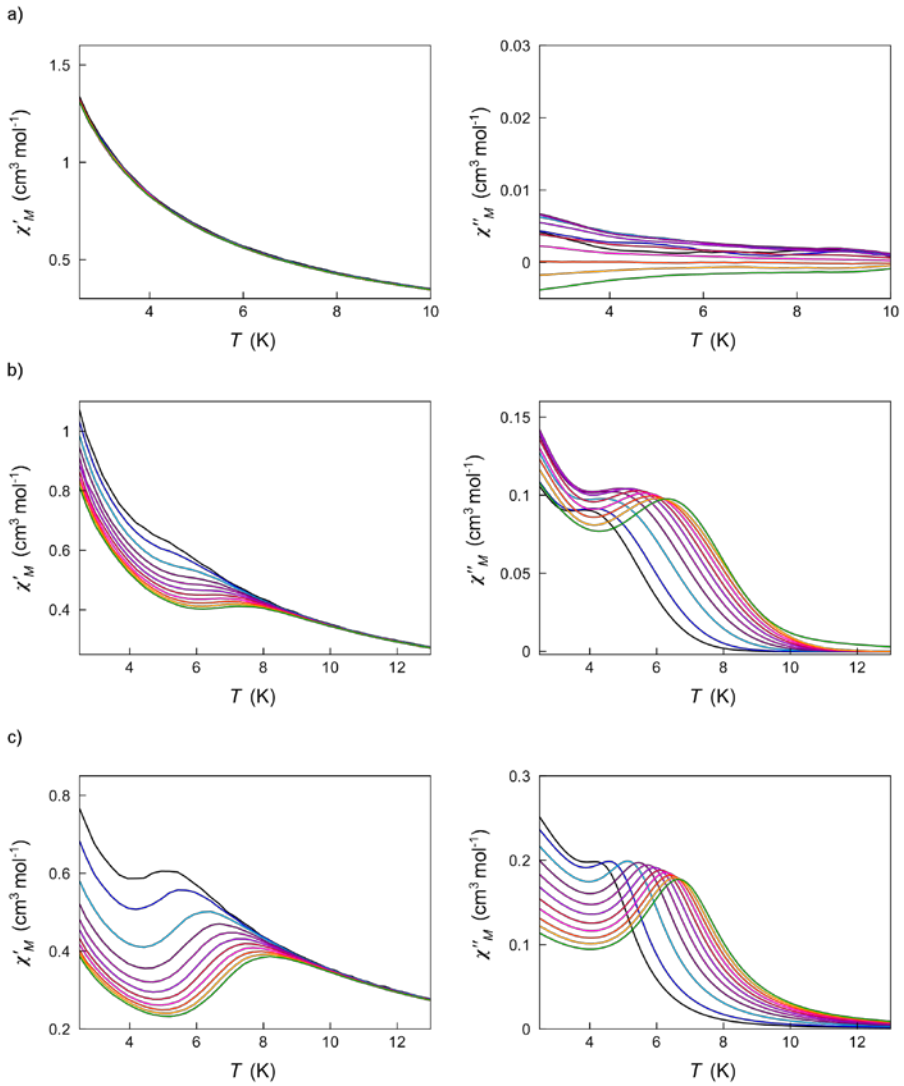 a)
1.5
1
0.5
χ′M (cm³ mol⁻¹)
4 6 8 10
T (K)
0.03
0.02
0.01
0
χ″M (cm³ mol⁻¹)
4 6 8 10
T (K)
b)
1
0.8
0.6
0.4
χ′M (cm³ mol⁻¹)
4 6 8 10 12
T (K)
0.15
0.1
0.05
0
χ″M (cm³ mol⁻¹)
4 6 8 10 12
T (K)
c)
0.8
0.6
0.4
0.2
χ′M (cm³ mol⁻¹)
4 6 8 10 12
T (K)
0.3
0.2
0.1
0
χ″M (cm³ mol⁻¹)
4 6 8 10 12
T (K)